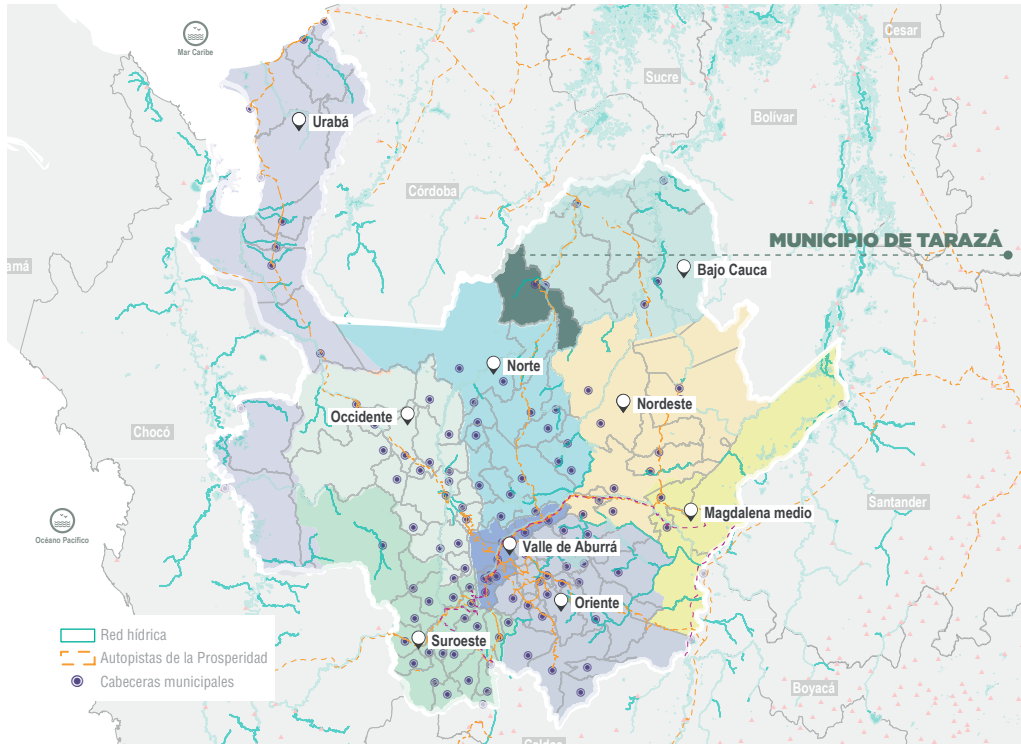 Mar Caribe
Cesar
Sucre
Bolívar
Urabá
Córdoba
MUNICIPIO DE TARAZÁ
Bajo Cauca
Norte
Nordeste
Occidente
Chocó
Santander
Magdalena medio
Océano Pacífico
Valle de Aburrá
Oriente
Suroeste
Red hídrica
Autopistas de la Prosperidad
Cabeceras municipales
Boyacá